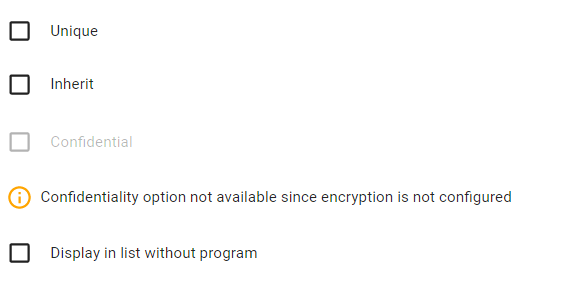 Unique
Inherit
Confidential
Confidentiality option not available since encryption is not configured
Display in list without program